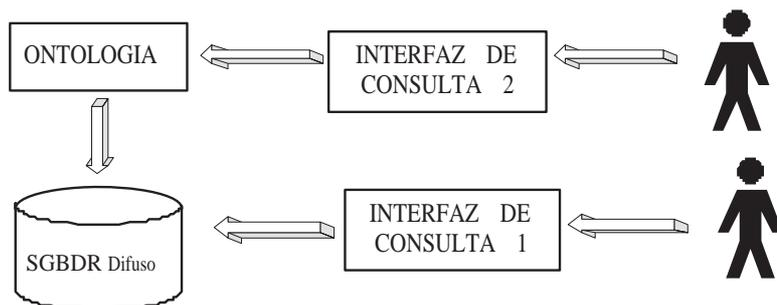 ONTOLOGIA
INTERFAZ DE
CONSULTA 2
INTERFAZ DE
CONSULTA 1
SGBDR Difuso